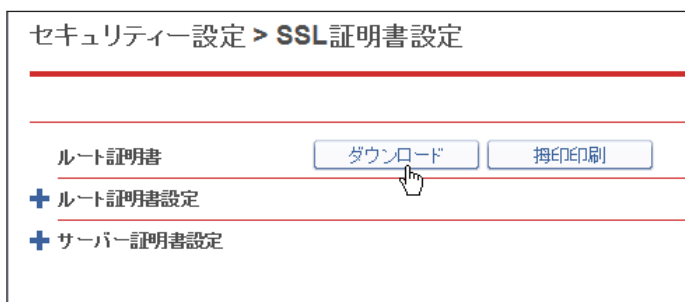 セキュリティー設定 > SSL証明書設定
ルート証明書 ダウンロード 拇印印刷
ルート証明書設定
サーバー証明書設定